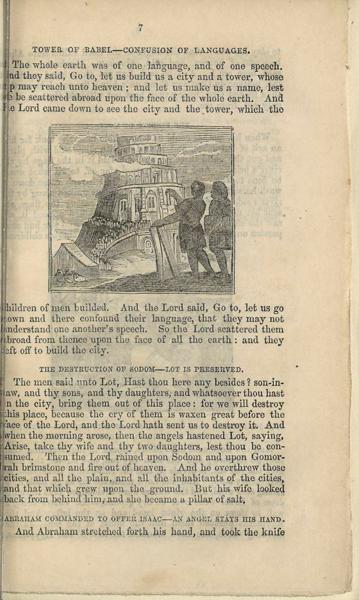 7
TOWER OF BABEL—CONFUSION OF LANGUAGES.
The whole earth was of one language, and of one speech.
nd they said, Go to, let us build us a city and a tower, whose
p may reach unto heaven; and let us make us a name, lest
e be scattered abroad upon the face of the whole earth. And
e Lord came down to see the city and the tower, which the
children of men builded. And the Lord said, Go to, let us go
own and there confound their language, that they may not
understand one another's speech. So the Lord scattered them
abroad from thence upon the face of all the earth: and they
eft off to build the city.
THE DESTRUCTION OF SODOM—LOT IS PRESERVED.
The men said unto Lot, Hast thou here any besides? son-in-
aw, and thy sons, and thy daughters, and whatsoever thou hast
n the city, bring them out of this place: for we will destroy
this place, because the cry of them is waxen great before the
face of the Lord, and the Lord hath sent us to destroy it. And
when the morning arose, then the angels hastened Lot, saying,
Arise, take thy wife and thy two daughters, lest thou be con-
sumed. Then the Lord rained upon Sodom and upon Gomor-
rah brimstone and fire out of heaven. And he overthrew those
cities, and all the plain, and all the inhabitants of the cities,
and that which grew upon the ground. But his wife looked
back from behind him, and she became a pillar of salt,
ABRAHAM COMMANDED TO OFFER ISAAC—AN ANGEL STAYS HIS HAND.
And Abraham stretched forth his hand, and took the knife